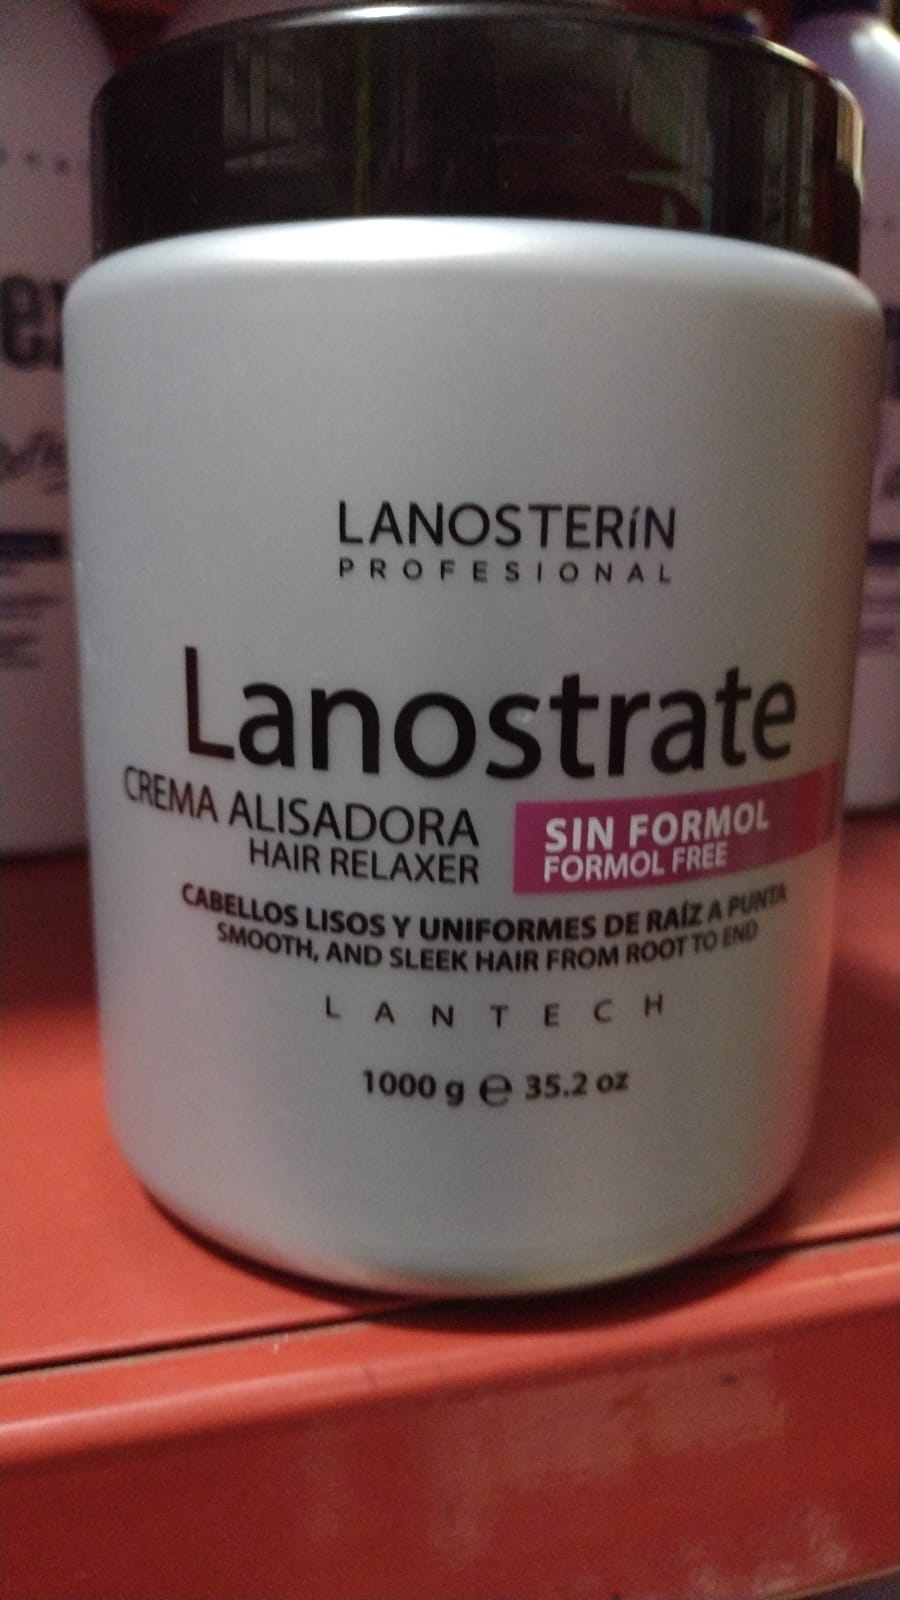 LANOSTERíN
PROFESIONAL
Lanostrate
CREMA ALISADORA
HAIR RELAXER
SIN FORMOL
FORMOL FREE
CABELLOS LISOS Y UNIFORMES DE RAÍZ A PUNTA
SMOOTH, AND SLEEK HAIR FROM ROOT TO END
LANTECH
1000 g ℮ 35.2 oz